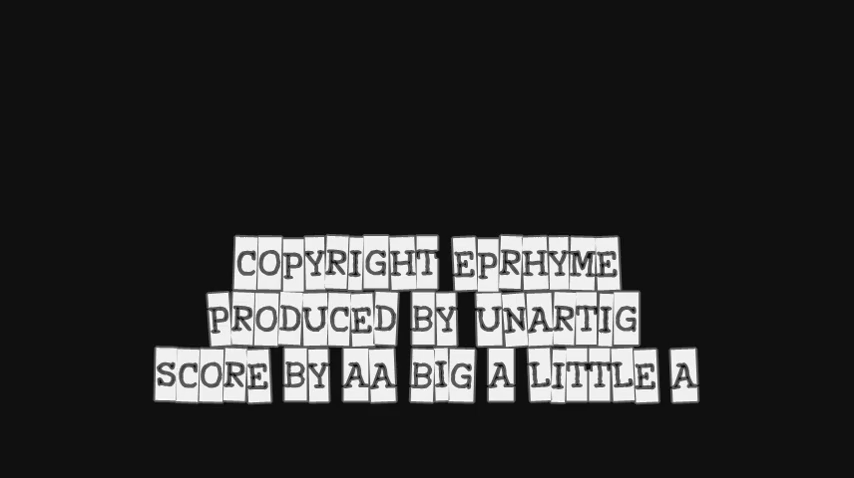 COPYRIGHT EPRHYME
PRODUCED BY UNARTIG
SCORE BY AA BIG A LITTLE A